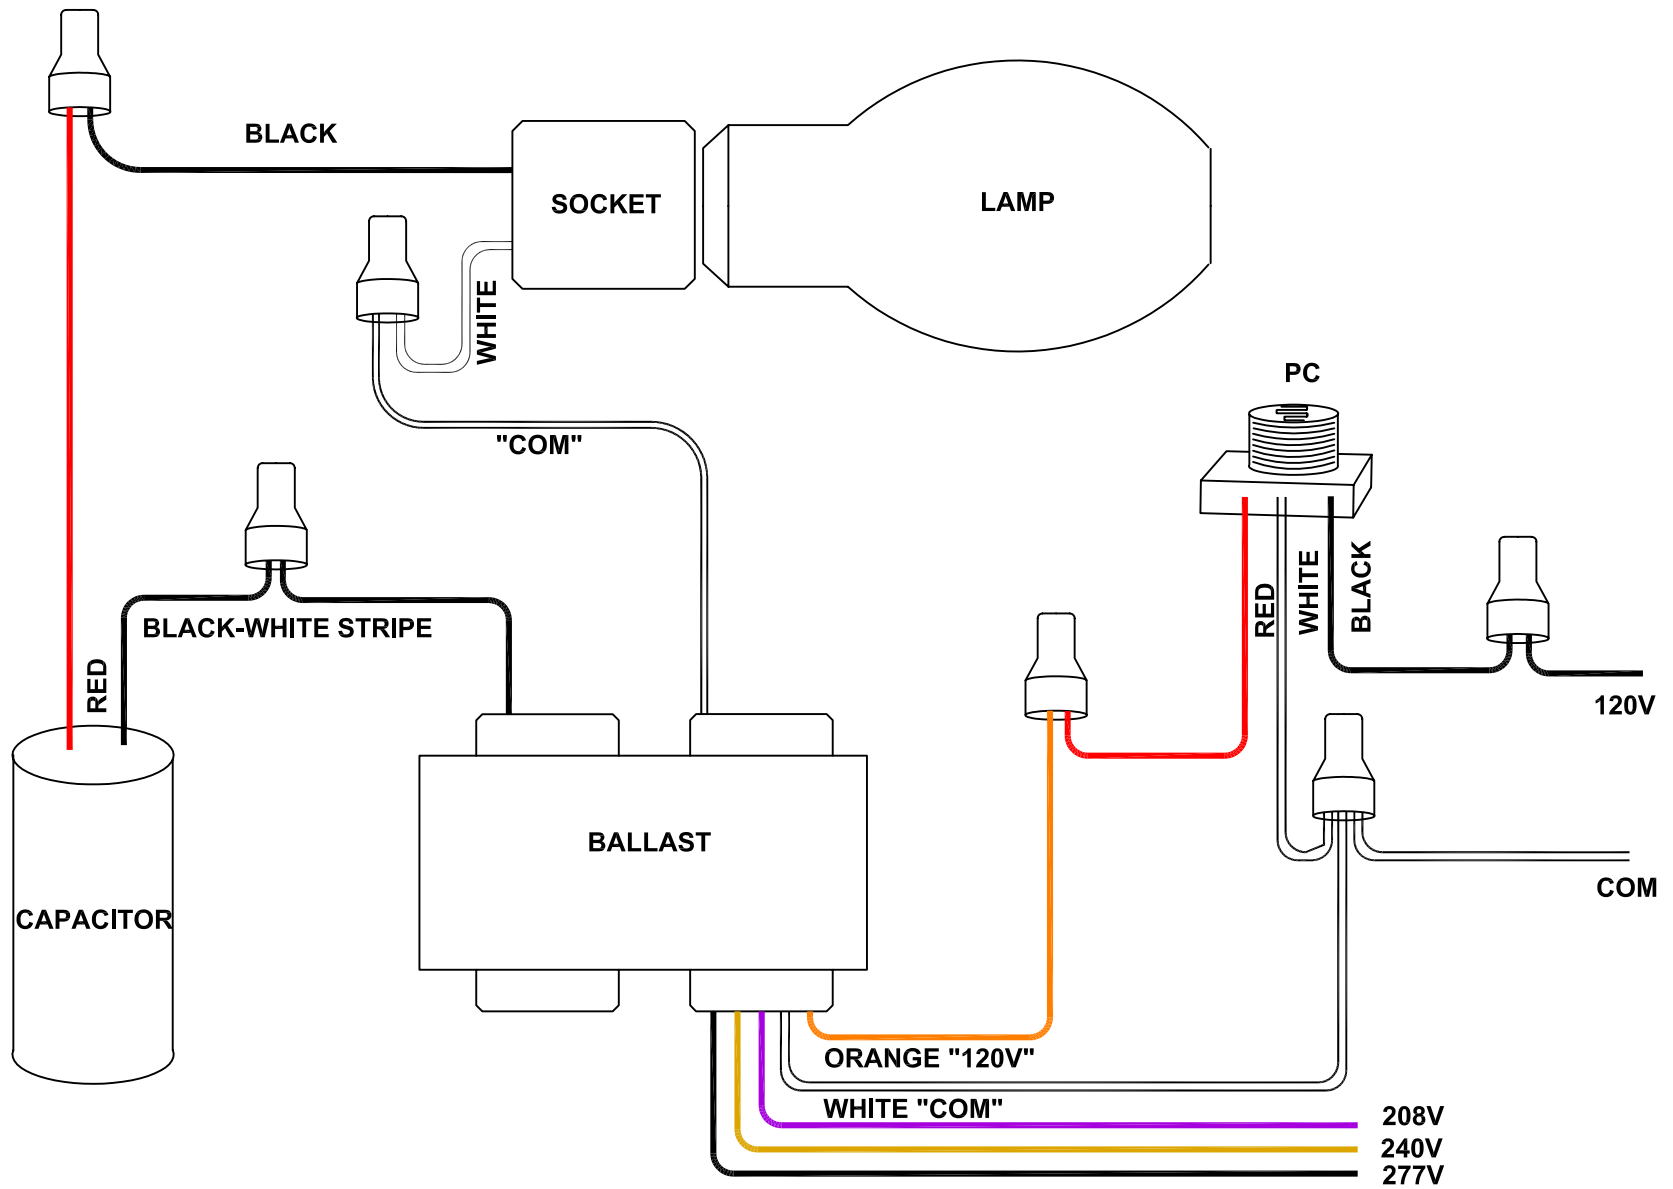 BLACK
SOCKET
LAMP
WHITE
PC
"COM"
RED
WHITE
BLACK
BLACK-WHITE STRIPE
RED
120V
BALLAST
COM
CAPACITOR
ORANGE "120V"
WHITE "COM"
208V
240V
277V